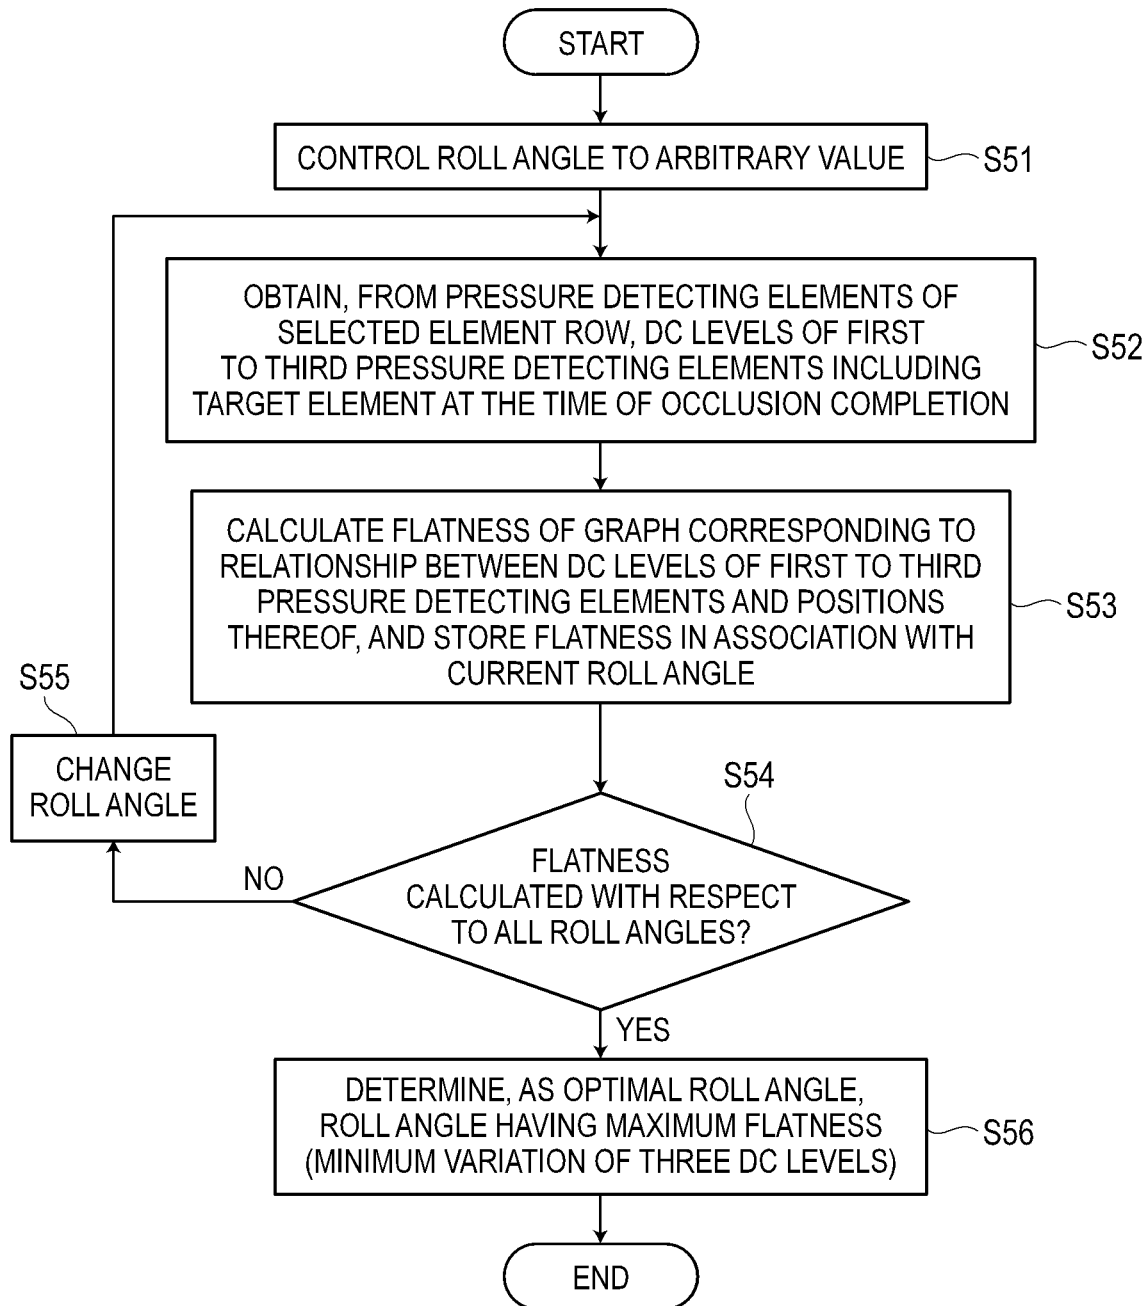 START
CONTROL ROLL ANGLE TO ARBITRARY VALUE
S51
OBTAIN, FROM PRESSURE DETECTING ELEMENTS OF
SELECTED ELEMENT ROW, DC LEVELS OF FIRST
TO THIRD PRESSURE DETECTING ELEMENTS INCLUDING
TARGET ELEMENT AT THE TIME OF OCCLUSION COMPLETION
S52
CALCULATE FLATNESS OF GRAPH CORRESPONDING TO
RELATIONSHIP BETWEEN DC LEVELS OF FIRST TO THIRD
PRESSURE DETECTING ELEMENTS AND POSITIONS
THEREOF, AND STORE FLATNESS IN ASSOCIATION WITH
CURRENT ROLL ANGLE
S53
S55
CHANGE
ROLL ANGLE
S54
FLATNESS
CALCULATED WITH RESPECT
TO ALL ROLL ANGLES?
NO
YES
DETERMINE, AS OPTIMAL ROLL ANGLE,
ROLL ANGLE HAVING MAXIMUM FLATNESS
(MINIMUM VARIATION OF THREE DC LEVELS)
S56
END